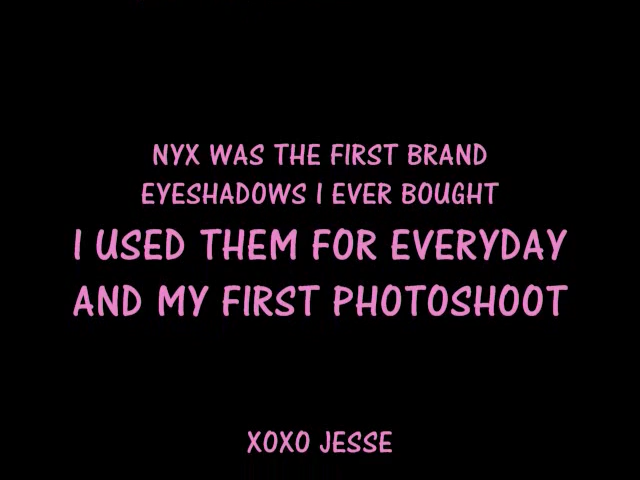 NYX WAS THE FIRST BRAND
EYESHADOWS I EVER BOUGHT
I USED THEM FOR EVERYDAY
AND MY FIRST PHOTOSHOOT
XOXO JESSE